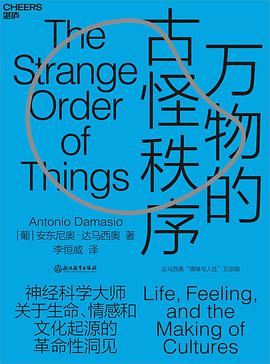 CHEERS
湛庐
The
Strange
Order
of
Things
万物的
古怪秩序
Antonio Damasio
[葡] 安东尼奥·达马西奥 著
李恒威 译
浙江教育出版社
达马西奥“情绪与人性”五部曲
神经科学大师
关于生命、情感和
文化起源的
革命性洞见
Life, Feeling,
and the
Making of
Cultures